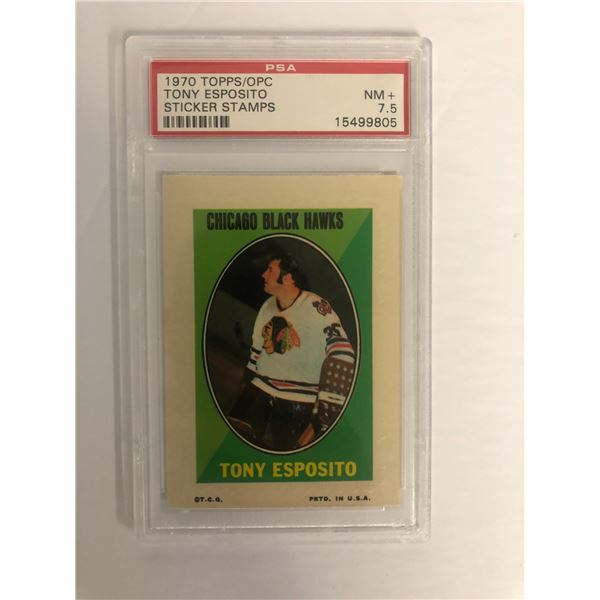 PSA
1970 TOPPS/OPC
TONY ESPOSITO
STICKER STAMPS
NM+
7.5
15499805
CHICAGO BLACK HAWKS
35
TONY ESPOSITO
©T.C.G.
PRTD. IN U.S.A.